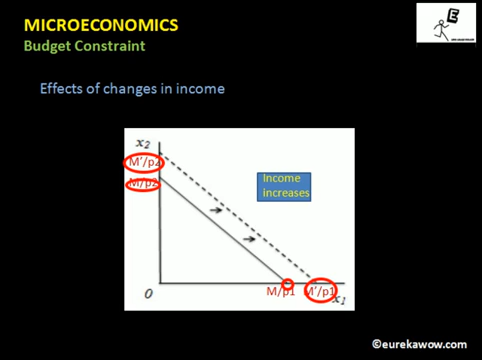 MICROECONOMICS
Budget Constraint
E
Effects of changes in income
x2
M'/p2
M/p2
Income
increases
0
M/p1
M'/p1
x1
©eurekawow.com